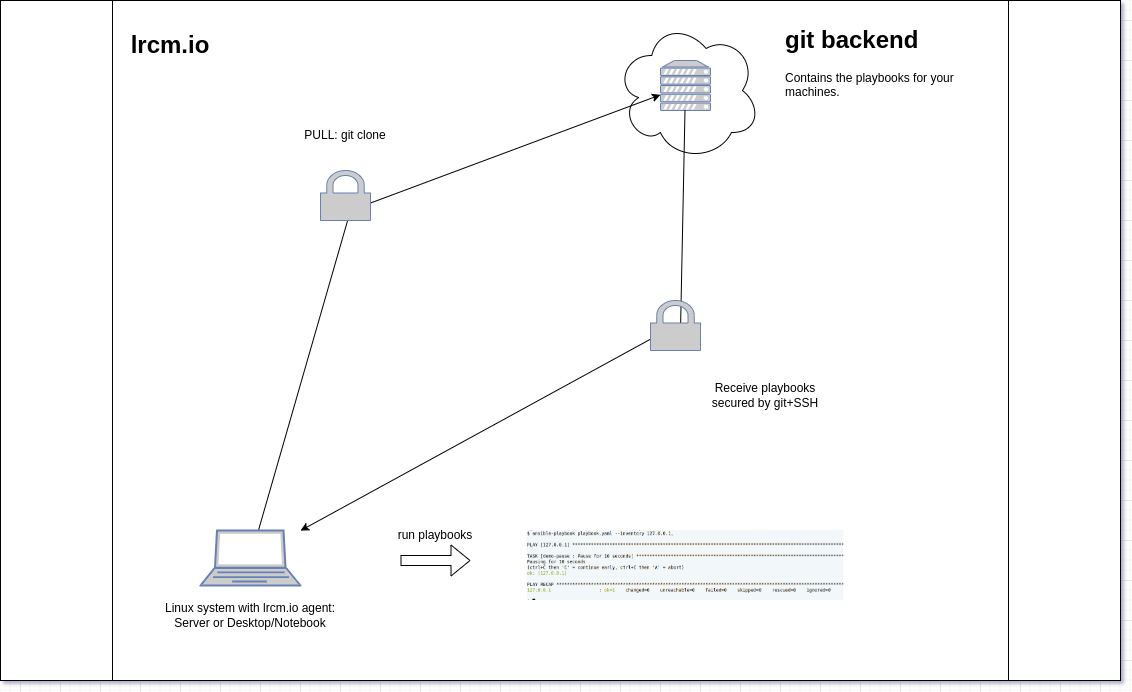 lrcm.io
git backend
Contains the playbooks for your
machines.
PULL: git clone
Receive playbooks
secured by git+SSH
run playbooks
$ ansible-playbook playbook.yaml --inventory 127.0.0.1,
PLAY [127.0.0.1] ************************************************************
TASK [demo-pause : Pause for 10 seconds] ************************************************************
Pausing for 10 seconds
(ctrl+C then 'C' = continue early, ctrl+C then 'A' = abort)
ok: [127.0.0.1]
PLAY RECAP ************************************************************
127.0.0.1 : ok=1 changed=0 unreachable=0 failed=0 skipped=0 rescued=0 ignored=0
Linux system with lrcm.io agent:
Server or Desktop/Notebook